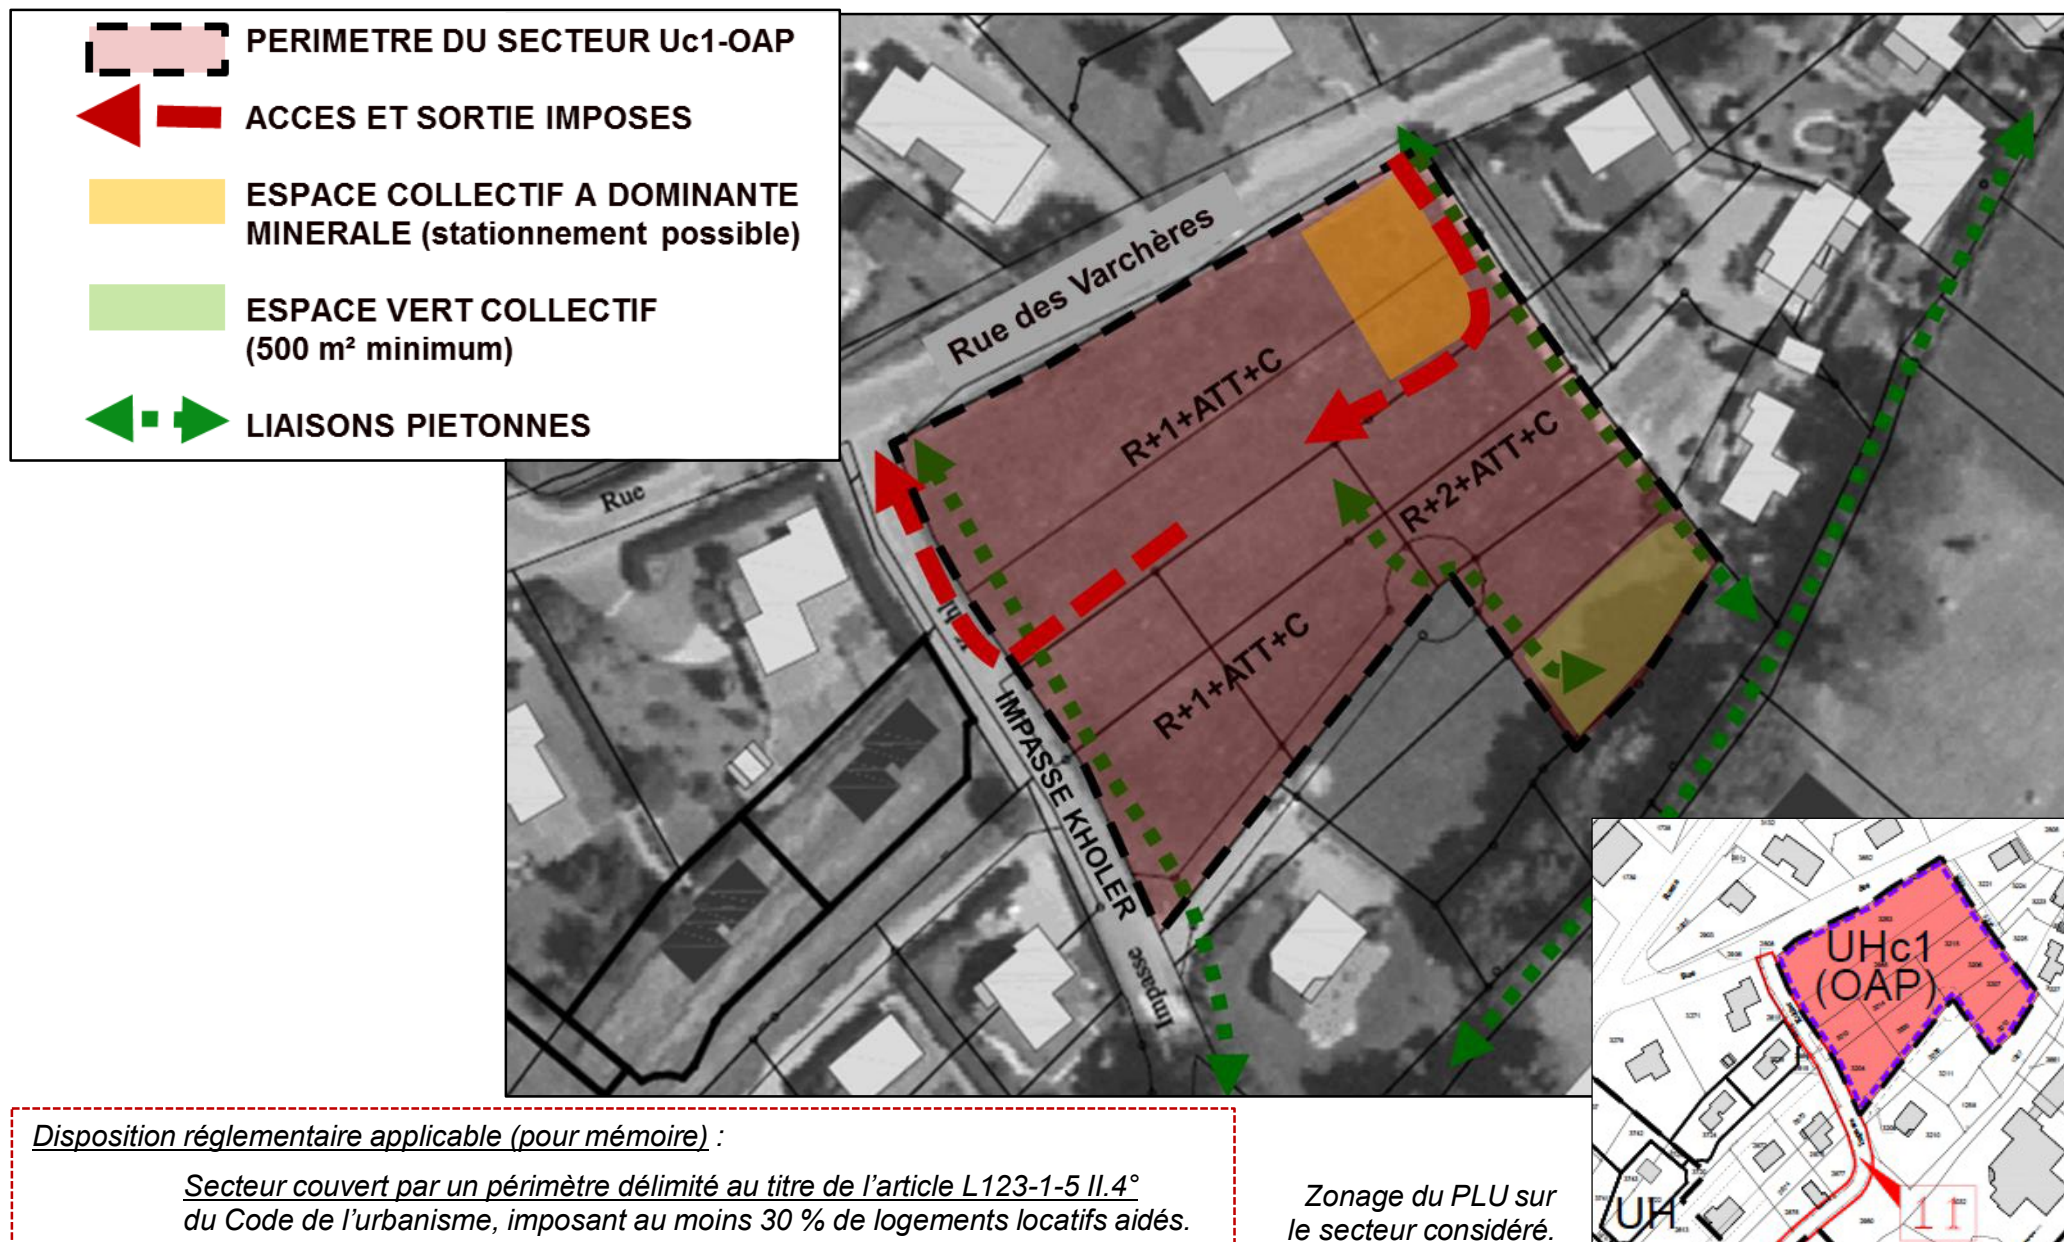 PERIMETRE DU SECTEUR Uc1-OAP
ACCES ET SORTIE IMPOSES
ESPACE COLLECTIF A DOMINANTE
MINERALE (stationnement possible)
ESPACE VERT COLLECTIF
(500 m² minimum)
LIAISONS PIETONNES
Rue des Varchères
R+1+ATT+C
R+2+ATT+C
R+1+ATT+C
Rue
IMPASSE KHOLER
Impasse
UHc1
(OAP)
UH
11
Disposition réglementaire applicable (pour mémoire) :
Secteur couvert par un périmètre délimité au titre de l'article L123-1-5 II.4°
du Code de l'urbanisme, imposant au moins 30 % de logements locatifs aidés.
Zonage du PLU sur
le secteur considéré.